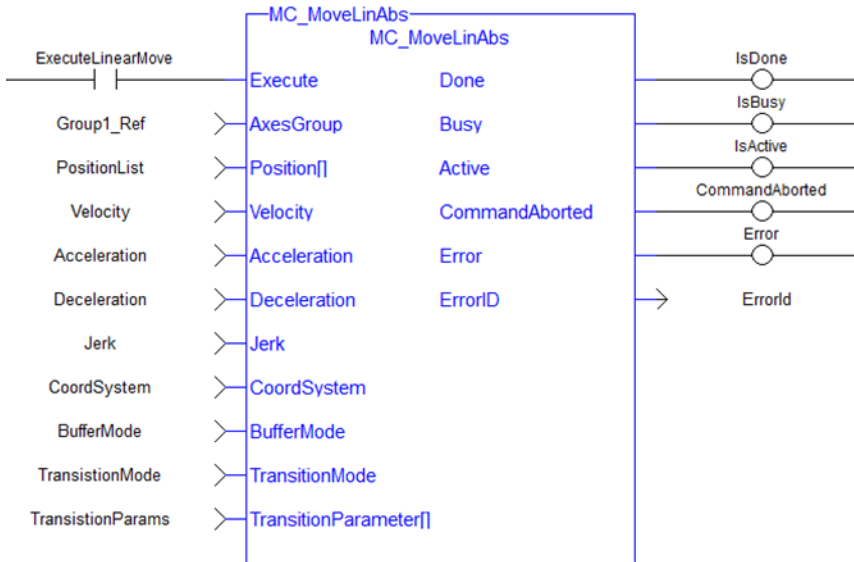 MC_MoveLinAbs
MC_MoveLinAbs
ExecuteLinearMove Execute Done IsDone
Group1_Ref AxesGroup Busy IsBusy
PositionList Position[] Active IsActive
Velocity Velocity CommandAborted CommandAborted
Acceleration Acceleration Error Error
Deceleration Deceleration ErrorID ErrorId
Jerk Jerk
CoordSystem CoordSystem
BufferMode BufferMode
TransistionMode TransitionMode
TransistionParams TransitionParameter[]